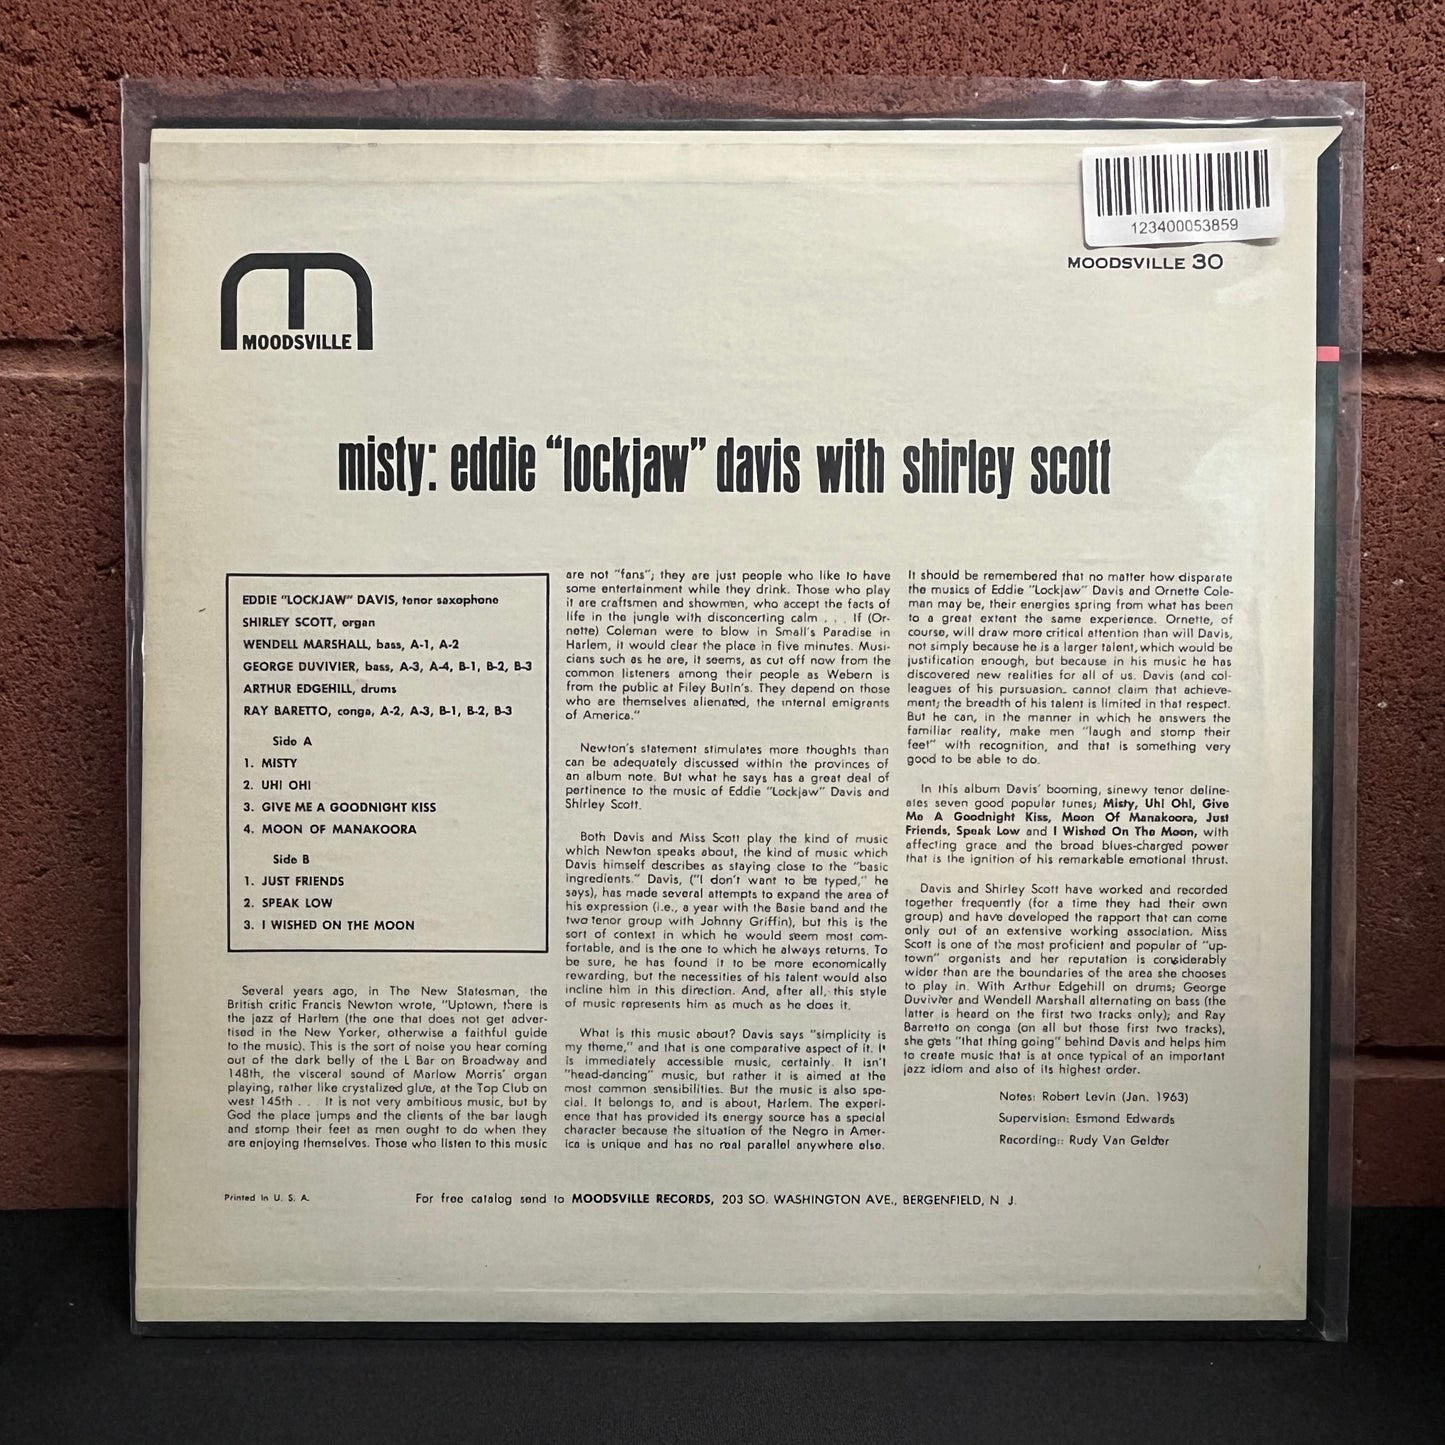 123400053859
MOODSVILLE 30
MOODSVILLE
misty: eddie "lockjaw" davis with shirley scott
EDDIE "LOCKJAW" DAVIS, tenor saxophone
SHIRLEY SCOTT, organ
WENDELL MARSHALL, bass, A-1, A-2
GEORGE DUVIVIER, bass, A-3, A-4, B-1, B-2, B-3
ARTHUR EDGEHILL, drums
RAY BARETTO, conga, A-2, A-3, B-1, B-2, B-3
Side A
1. MISTY
2. UH! OH!
3. GIVE ME A GOODNIGHT KISS
4. MOON OF MANAKOORA
Side B
1. JUST FRIENDS
2. SPEAK LOW
3. I WISHED ON THE MOON
Several years ago, in The New Statesman, the
British critic Francis Newton wrote, "Uptown, there is
the jazz of Harlem (the one that does not get adver-
tised in the New Yorker, otherwise a faithful guide
to the music). This is the sort of noise you hear coming
out of the dark belly of the L Bar on Broadway and
148th, the visceral sound of Marlow Morris' organ
playing, rather like crystalized glue, at the Top Club on
west 145th . . . It is not very ambitious music, but by
God the place jumps and the clients of the bar laugh
and stomp their feet as men ought to do when they
are enjoying themselves. Those who listen to this music
are not "fans"; they are just people who like to have
some entertainment while they drink. Those who play
it are craftsmen and showmen, who accept the facts of
life in the jungle with disconcerting calm . . . If (Or-
nette) Coleman were to blow in Small's Paradise in
Harlem, it would clear the place in five minutes. Musi-
cians such as he are, it seems, as cut off now from the
common listeners among their people as Webern is
from the public at Filey Butlin's. They depend on those
who are themselves alienated, the internal emigrants
of America."
Newton's statement stimulates more thoughts than
can be adequately discussed within the provinces of
an album note. But what he says has a great deal of
pertinence to the music of Eddie "Lockjaw" Davis and
Shirley Scott.
Both Davis and Miss Scott play the kind of music
which Newton speaks about, the kind of music which
Davis himself describes as staying close to the "basic
ingredients." Davis, ("I don't want to be typed," he
says), has made several attempts to expand the area of
his expression (i.e., a year with the Basie band and the
two tenor group with Johnny Griffin), but this is the
sort of context in which he would seem most com-
fortable, and is the one to which he always returns. To
be sure, he has found it to be more economically
rewarding, but the necessities of his talent would also
incline him in this direction. And, after all, this style
of music represents him as much as he does it.
What is this music about? Davis says "simplicity is
my theme," and that is one comparative aspect of it. It
is immediately accessible music, certainly. It isn't
"head-dancing" music, but rather it is aimed at the
most common sensibilities. But the music is also spe-
cial. It belongs to, and is about, Harlem. The experi-
ence that has provided its energy source has a special
character because the situation of the Negro in Amer-
ica is unique and has no real parallel anywhere else.
It should be remembered that no matter how disparate
the musics of Eddie "Lockjaw" Davis and Ornette Cole-
man may be, their energies spring from what has been
to a great extent the same experience. Ornette, of
course, will draw more critical attention than will Davis,
not simply because he is a larger talent, which would be
justification enough, but because in his music he has
discovered new realities for all of us. Davis (and col-
leagues of his pursuasion, cannot claim that achieve-
ment; the breadth of his talent is limited in that respect.
But he can, in the manner in which he answers the
familiar reality, make men "laugh and stomp their
feet" with recognition, and that is something very
good to be able to do.
In this album Davis' booming, sinewy tenor deline-
ates seven good popular tunes; Misty, Uh! Oh!, Give
Me A Goodnight Kiss, Moon Of Manakoora, Just
Friends, Speak Low and I Wished On The Moon, with
affecting grace and the broad blues-charged power
that is the ignition of his remarkable emotional thrust.
Davis and Shirley Scott have worked and recorded
together frequently (for a time they had their own
group) and have developed the rapport that can come
only out of an extensive working association. Miss
Scott is one of the most proficient and popular of "up-
town" organists and her reputation is considerably
wider than are the boundaries of the area she chooses
to play in. With Arthur Edgehill on drums; George
Duvivier and Wendell Marshall alternating on bass (the
latter is heard on the first two tracks only); and Ray
Barretto on conga (on all but those first two tracks),
she gets "that thing going" behind Davis and helps him
to create music that is at once typical of an important
jazz idiom and also of its highest order.
Notes: Robert Levin (Jan. 1963)
Supervision: Esmond Edwards
Recording:: Rudy Van Gelder
Printed In U. S. A.
For free catalog send to MOODSVILLE RECORDS, 203 SO. WASHINGTON AVE., BERGENFIELD, N. J.